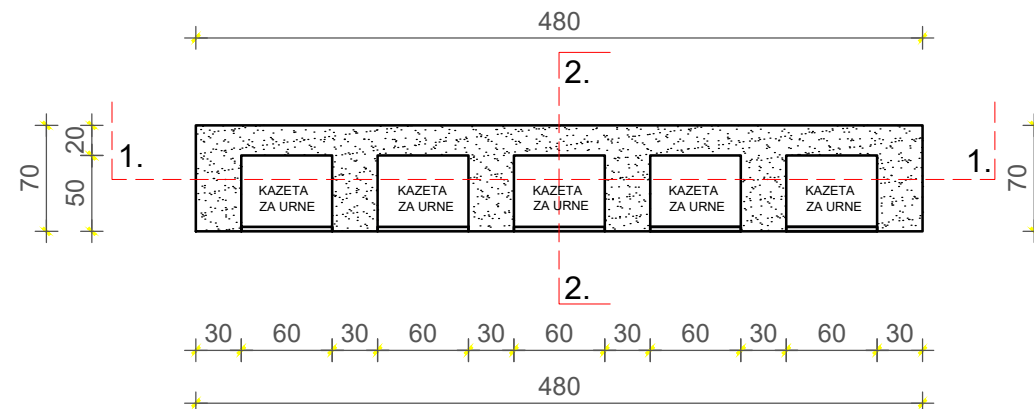 480
2.
70
20
50
1.
1.
70
KAZETA
ZA URNE
KAZETA
ZA URNE
KAZETA
ZA URNE
KAZETA
ZA URNE
KAZETA
ZA URNE
2.
30 60 30 60 30 60 30 60 30 60 30
480